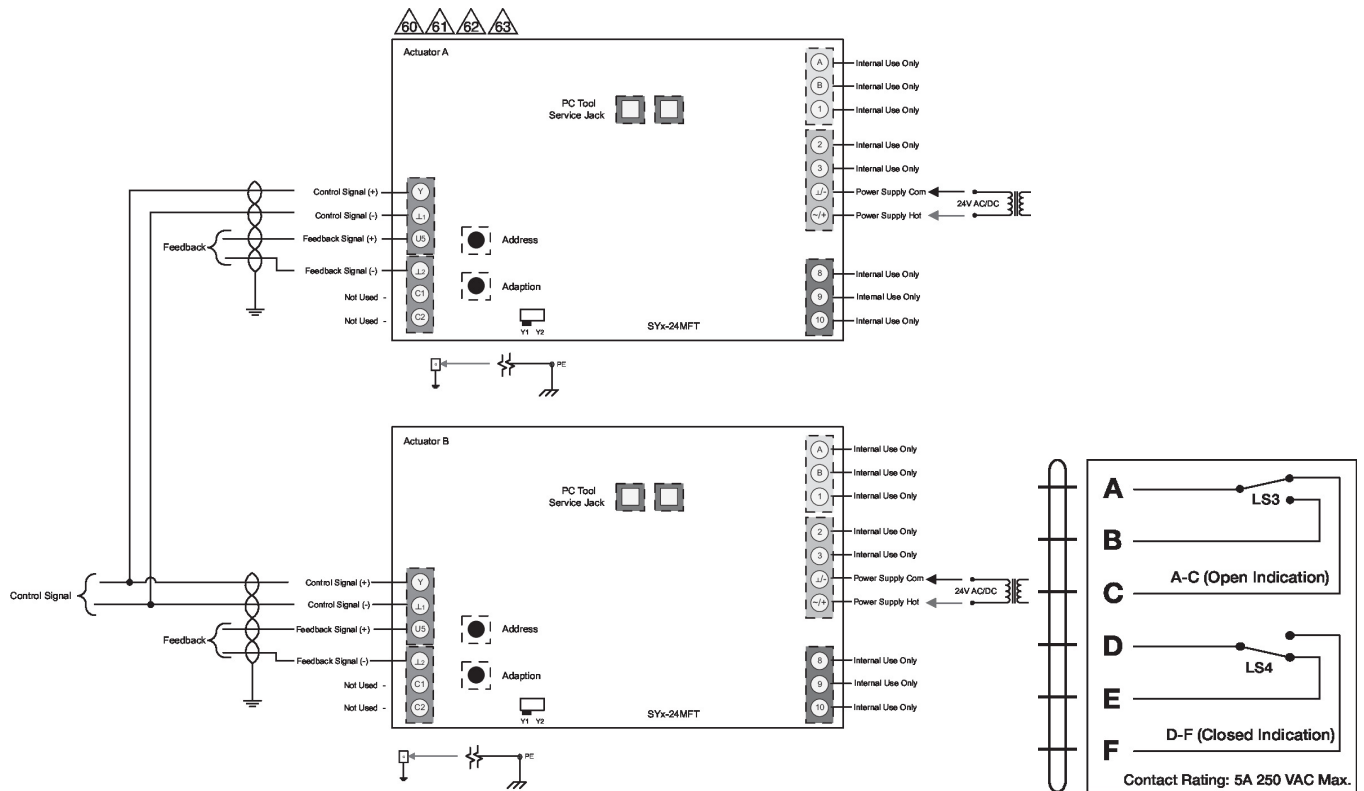 60 61 62 63
Actuator A
PC Tool
Service Jack
A Internal Use Only
B Internal Use Only
1 Internal Use Only
2 Internal Use Only
3 Internal Use Only
⊥/- Power Supply Com
24V AC/DC
~/+ Power Supply Hot
8 Internal Use Only
9 Internal Use Only
10 Internal Use Only
Control Signal (+) Y
Control Signal (-) ⊥1
Feedback Signal (+) U5
Feedback
Feedback Signal (-) ⊥2
Not Used - C1
Not Used - C2
Address
Adaption
Y1 Y2
SYx-24MFT
PE
Actuator B
PC Tool
Service Jack
A Internal Use Only
B Internal Use Only
1 Internal Use Only
2 Internal Use Only
3 Internal Use Only
⊥/- Power Supply Com
24V AC/DC
~/+ Power Supply Hot
8 Internal Use Only
9 Internal Use Only
10 Internal Use Only
Control Signal
Control Signal (+) Y
Control Signal (-) ⊥1
Feedback Signal (+) U5
Feedback
Feedback Signal (-) ⊥2
Not Used - C1
Not Used - C2
Address
Adaption
Y1 Y2
SYx-24MFT
PE
A
LS3
B
A-C (Open Indication)
C
D
LS4
E
D-F (Closed Indication)
F
Contact Rating: 5A 250 VAC Max.